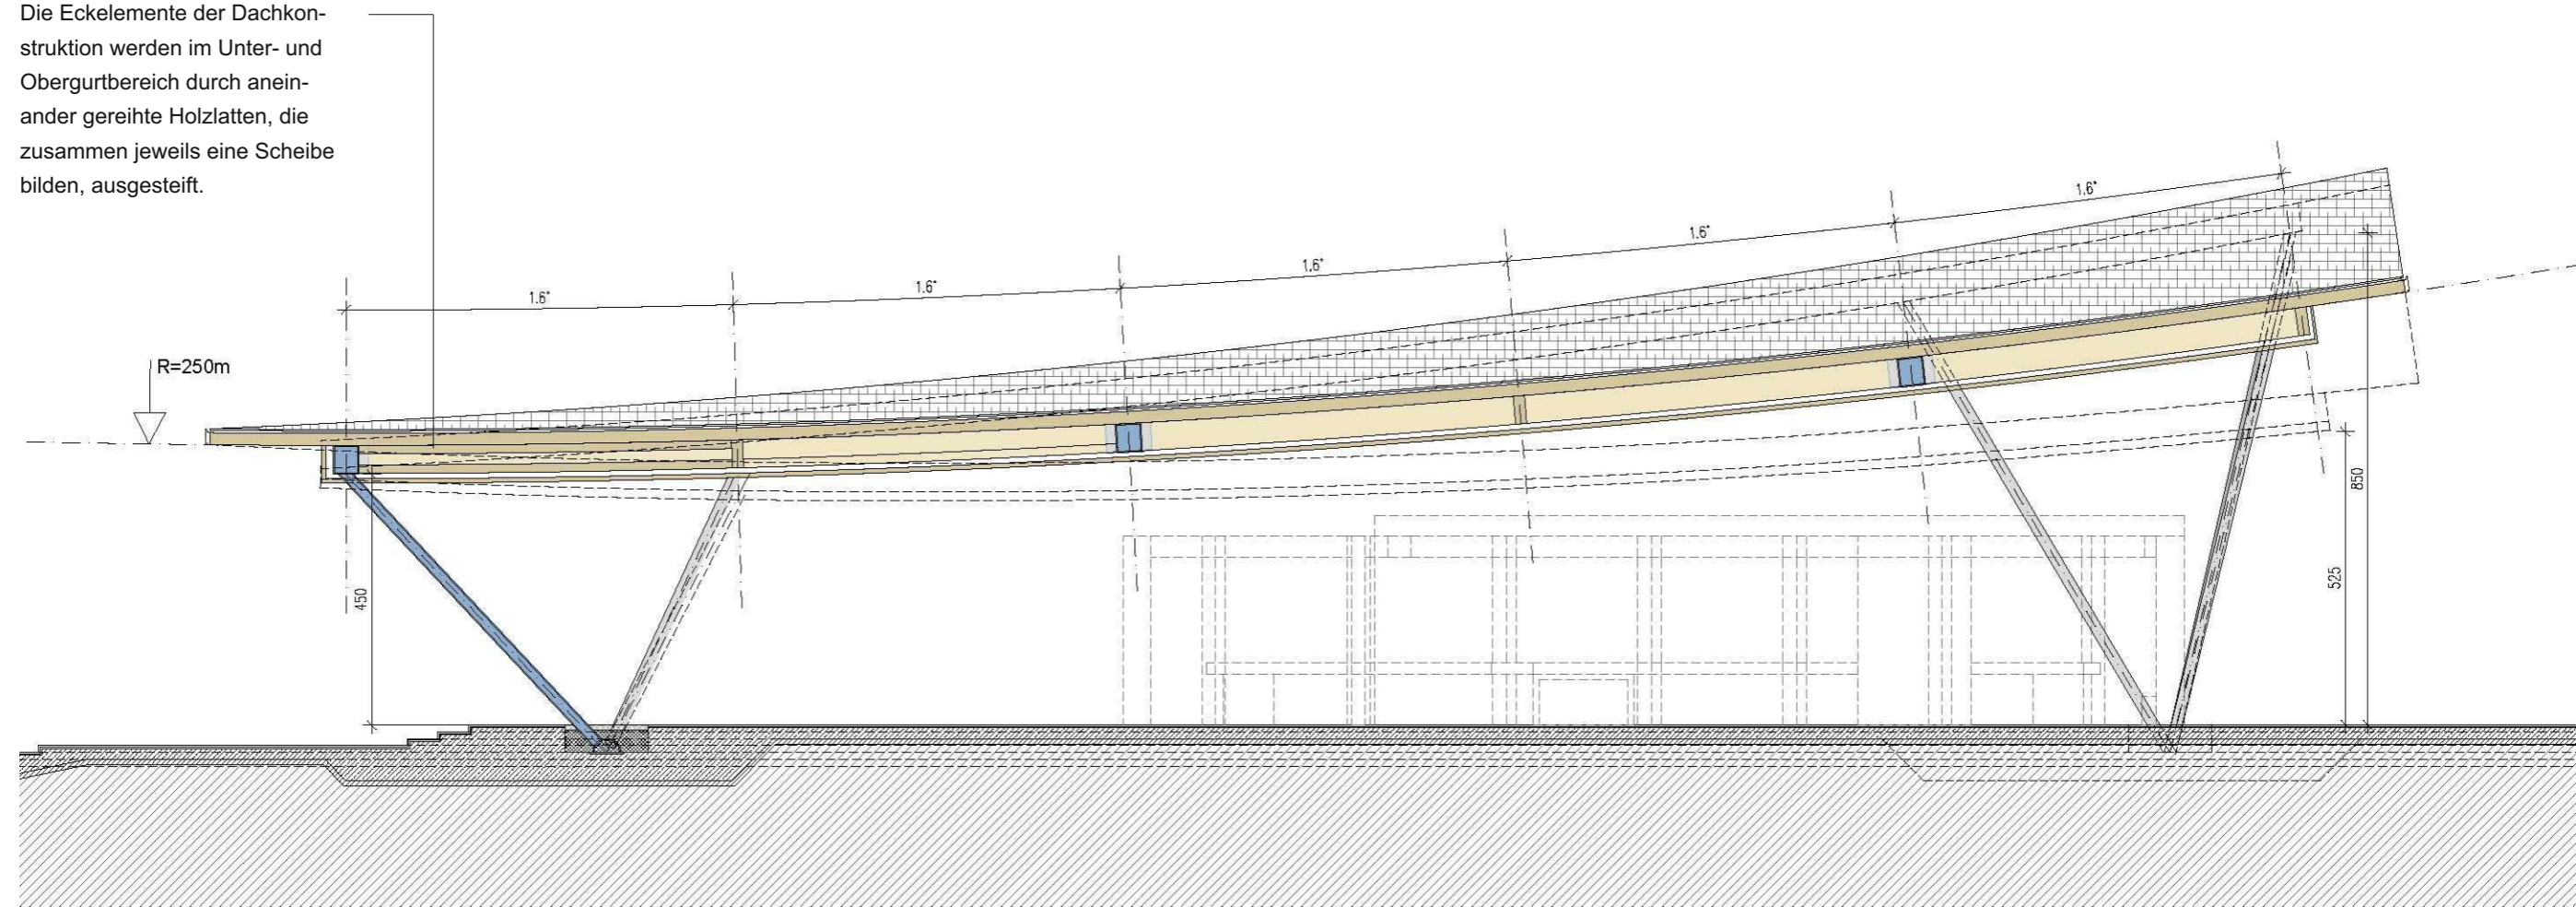 Die Eckelemente der Dachkon-
struktion werden im Unter- und
Obergurtbereich durch anein-
ander gereihte Holzlatten, die
zusammen jeweils eine Scheibe
bilden, ausgesteift.
1.6°
1.6°
1.6°
1.6°
1.6°
R=250m
450
850
525